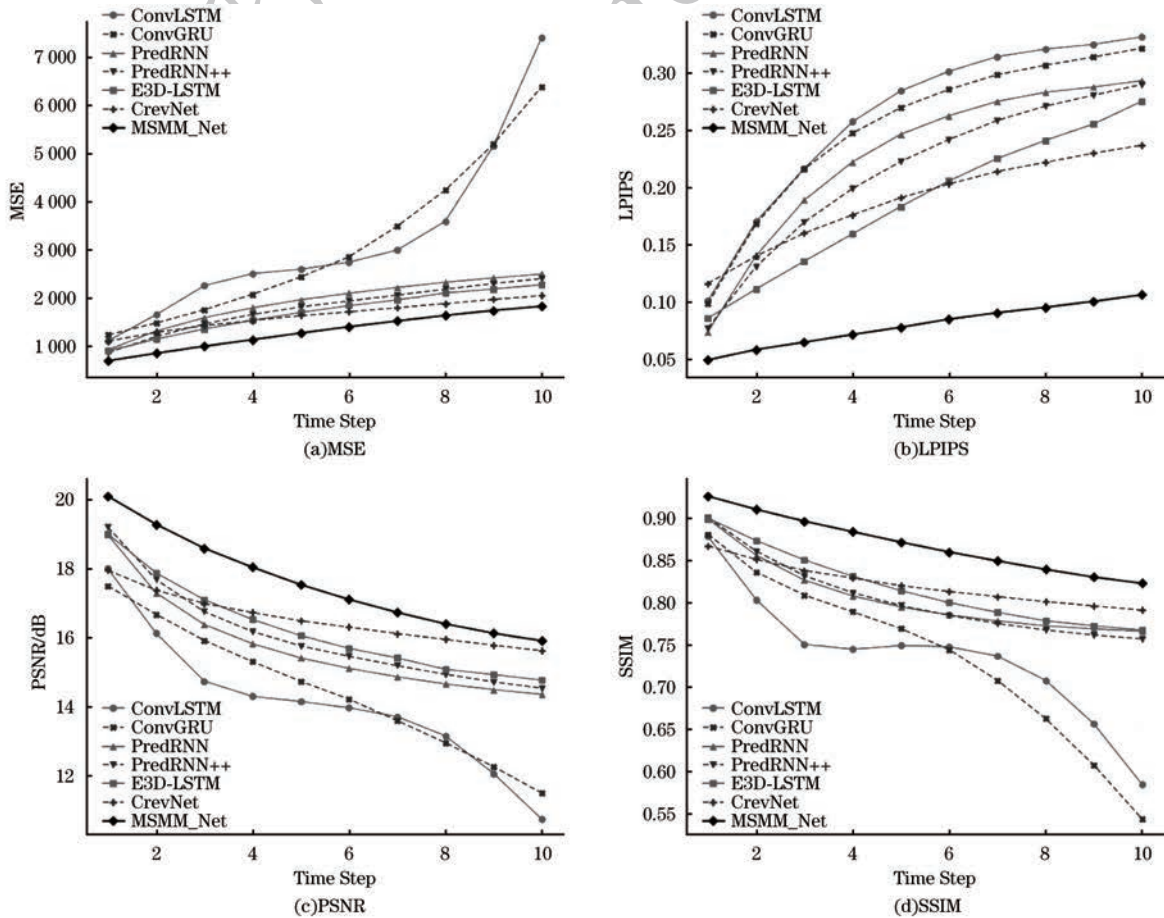 ConvLSTM
ConvGRU
PredRNN
PredRNN++
E3D-LSTM
CrevNet
MSMM_Net
7 000
6 000
5 000
4 000
3 000
2 000
1 000
MSE
2 4 6 8 10
Time Step
(a)MSE
ConvLSTM
ConvGRU
PredRNN
PredRNN++
E3D-LSTM
CrevNet
MSMM_Net
0.30
0.25
0.20
0.15
0.10
0.05
LPIPS
2 4 6 8 10
Time Step
(b)LPIPS
20
18
16
14
12
PSNR/dB
ConvLSTM
ConvGRU
PredRNN
PredRNN++
E3D-LSTM
CrevNet
MSMM_Net
2 4 6 8 10
Time Step
(c)PSNR
0.90
0.85
0.80
0.75
0.70
0.65
0.60
0.55
SSIM
ConvLSTM
ConvGRU
PredRNN
PredRNN++
E3D-LSTM
CrevNet
MSMM_Net
2 4 6 8 10
Time Step
(d)SSIM